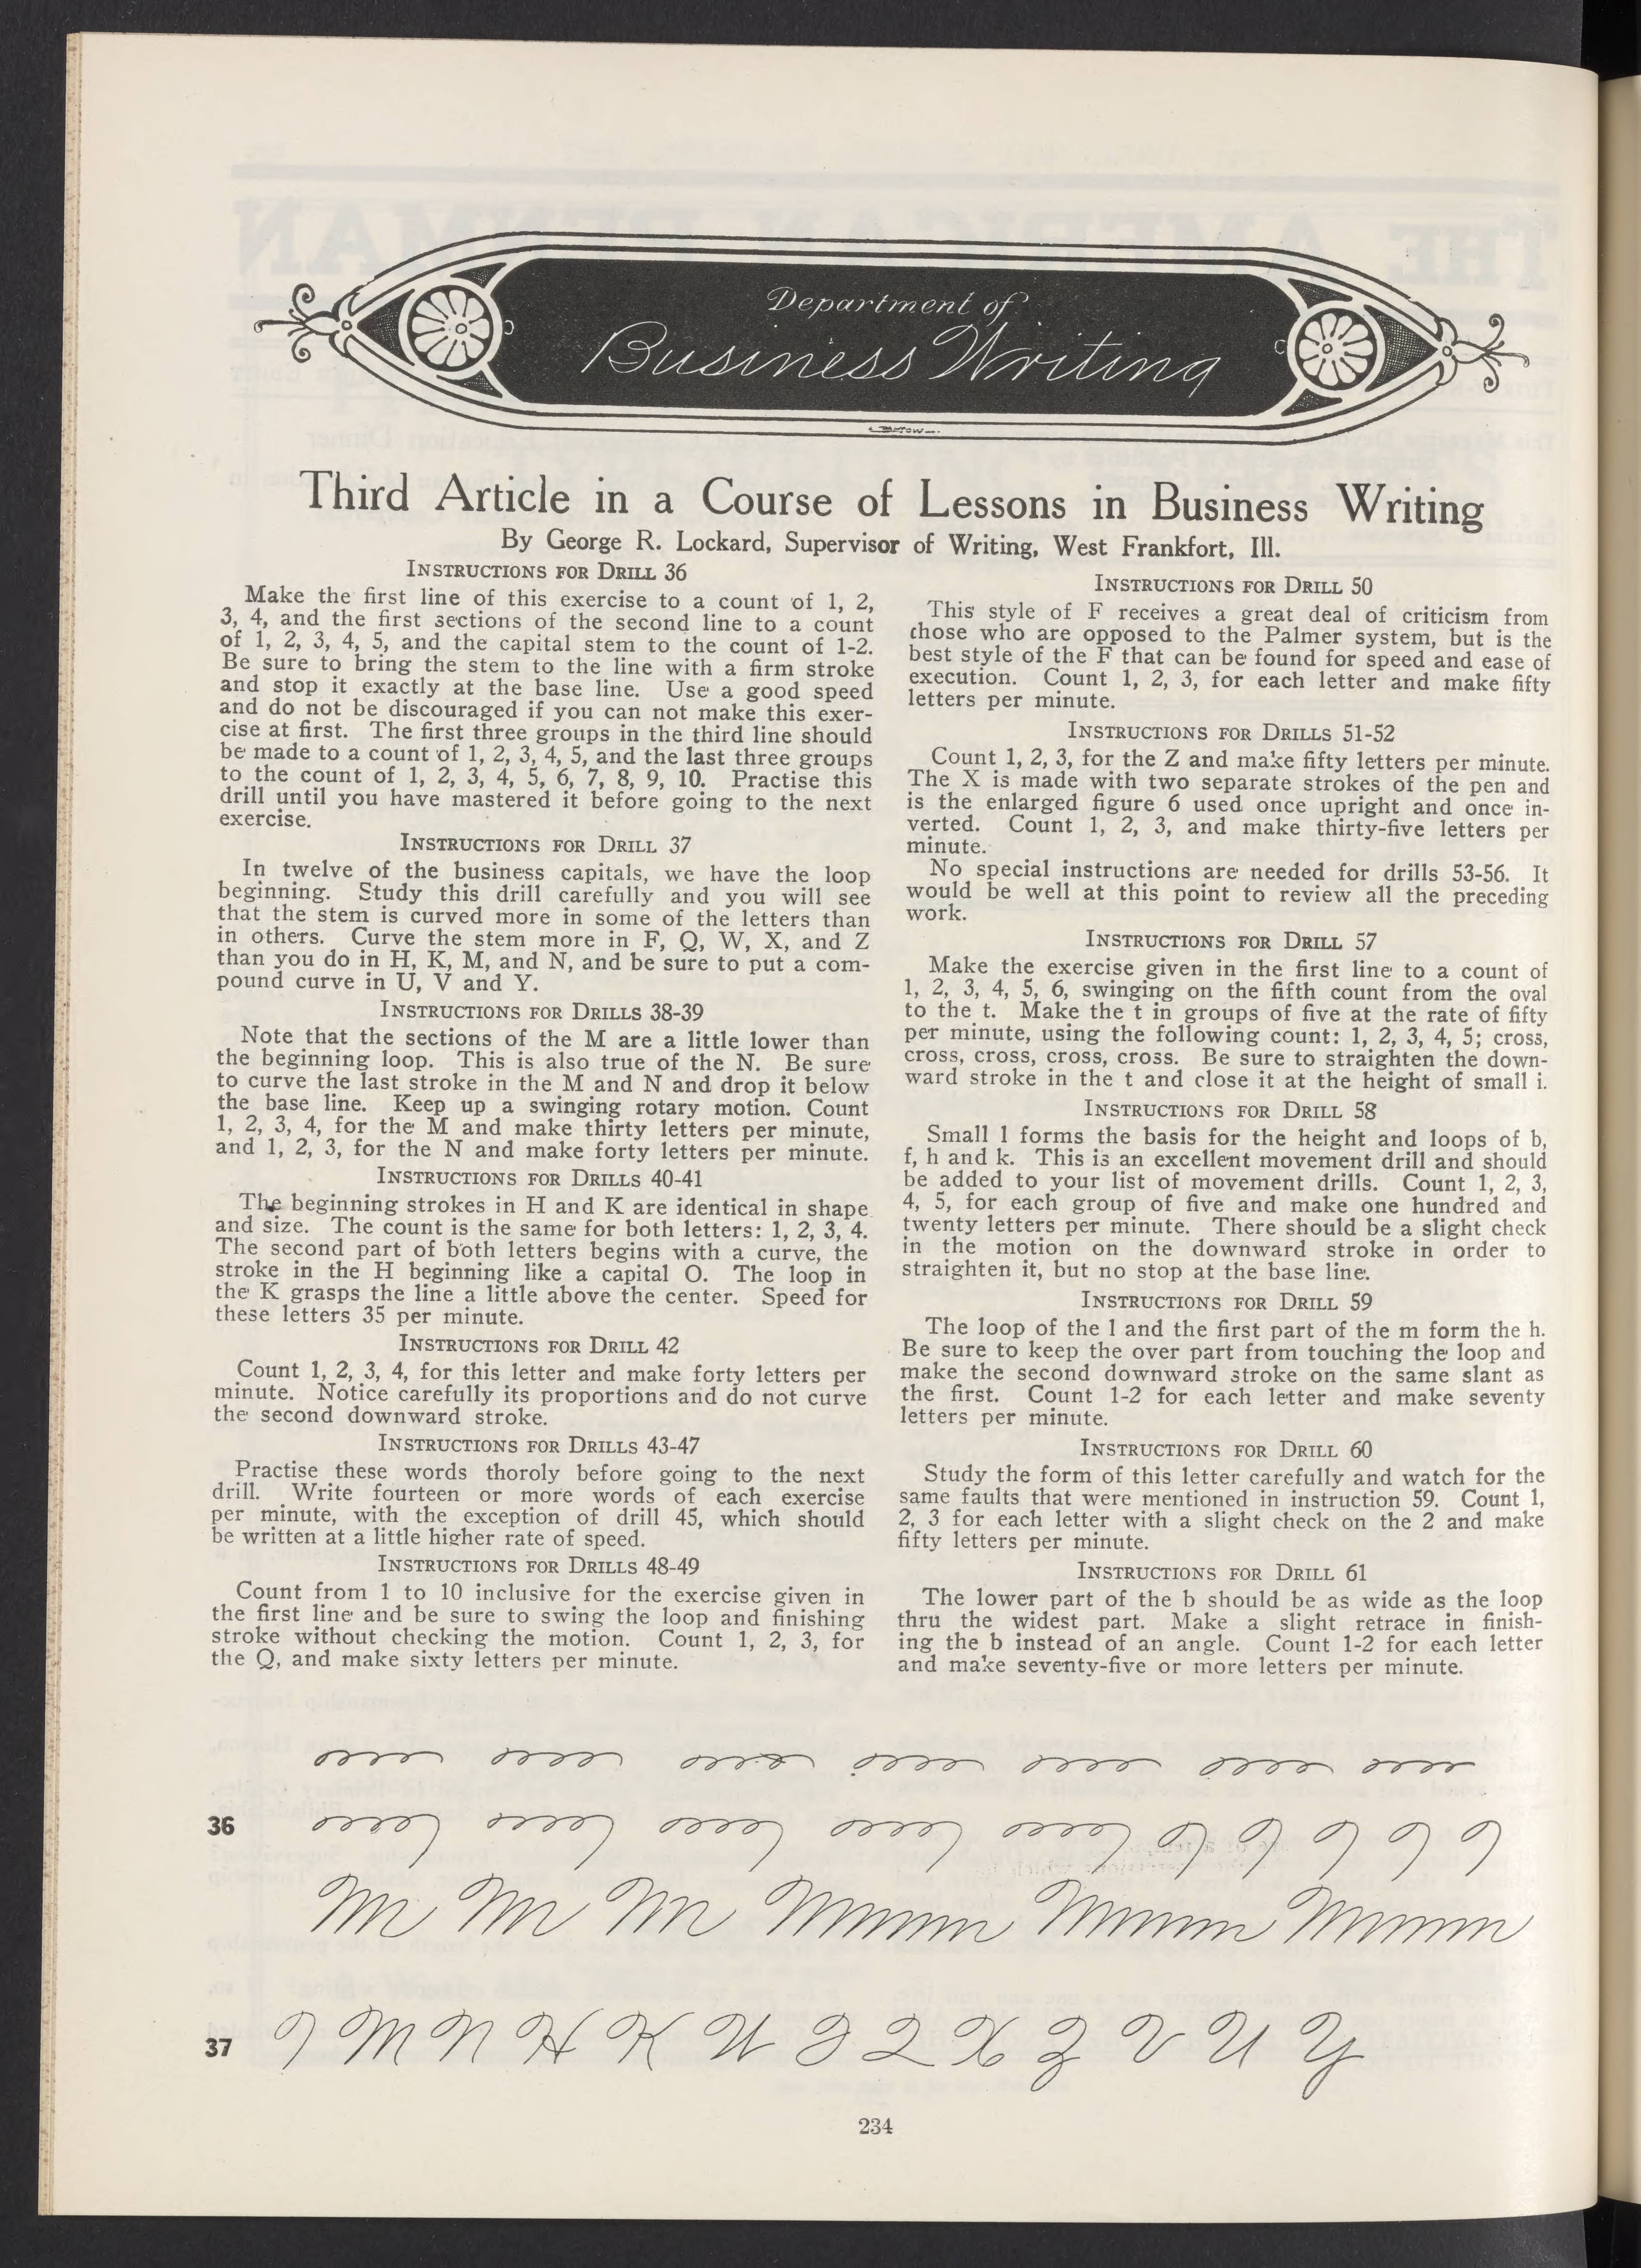 Department of
Business Writing
Third Article in a Course of Lessons in Business Writing
By George R. Lockard, Supervisor of Writing, West Frankfort, Ill.
INSTRUCTIONS FOR DRILL 36
Make the first line of this exercise to a count of 1, 2,
3, 4, and the first sections of the second line to a count
of 1, 2, 3, 4, 5, and the capital stem to the count of 1-2.
Be sure to bring the stem to the line with a firm stroke
and stop it exactly at the base line. Use a good speed
and do not be discouraged if you can not make this exer-
cise at first. The first three groups in the third line should
be made to a count of 1, 2, 3, 4, 5, and the last three groups
to the count of 1, 2, 3, 4, 5, 6, 7, 8, 9, 10. Practise this
drill until you have mastered it before going to the next
exercise.
INSTRUCTIONS FOR DRILL 37
In twelve of the business capitals, we have the loop
beginning. Study this drill carefully and you will see
that the stem is curved more in some of the letters than
in others. Curve the stem more in F, Q, W, X, and Z
than you do in H, K, M, and N, and be sure to put a com-
pound curve in U, V and Y.
INSTRUCTIONS FOR DRILLS 38-39
Note that the sections of the M are a little lower than
the beginning loop. This is also true of the N. Be sure
to curve the last stroke in the M and N and drop it below
the base line. Keep up a swinging rotary motion. Count
1, 2, 3, 4, for the M and make thirty letters per minute,
and 1, 2, 3, for the N and make forty letters per minute.
INSTRUCTIONS FOR DRILLS 40-41
The beginning strokes in H and K are identical in shape
and size. The count is the same for both letters: 1, 2, 3, 4.
The second part of both letters begins with a curve, the
stroke in the H beginning like a capital O. The loop in
the K grasps the line a little above the center. Speed for
these letters 35 per minute.
INSTRUCTIONS FOR DRILL 42
Count 1, 2, 3, 4, for this letter and make forty letters per
minute. Notice carefully its proportions and do not curve
the second downward stroke.
INSTRUCTIONS FOR DRILLS 43-47
Practise these words thoroly before going to the next
drill. Write fourteen or more words of each exercise
per minute, with the exception of drill 45, which should
be written at a little higher rate of speed.
INSTRUCTIONS FOR DRILLS 48-49
Count from 1 to 10 inclusive for the exercise given in
the first line and be sure to swing the loop and finishing
stroke without checking the motion. Count 1, 2, 3, for
the Q, and make sixty letters per minute.
INSTRUCTIONS FOR DRILL 50
This style of F receives a great deal of criticism from
those who are opposed to the Palmer system, but is the
best style of the F that can be found for speed and ease of
execution. Count 1, 2, 3, for each letter and make fifty
letters per minute.
INSTRUCTIONS FOR DRILLS 51-52
Count 1, 2, 3, for the Z and make fifty letters per minute.
The X is made with two separate strokes of the pen and
is the enlarged figure 6 used once upright and once in-
verted. Count 1, 2, 3, and make thirty-five letters per
minute.
No special instructions are needed for drills 53-56. It
would be well at this point to review all the preceding
work.
INSTRUCTIONS FOR DRILL 57
Make the exercise given in the first line to a count of
1, 2, 3, 4, 5, 6, swinging on the fifth count from the oval
to the t. Make the t in groups of five at the rate of fifty
per minute, using the following count: 1, 2, 3, 4, 5; cross,
cross, cross, cross, cross. Be sure to straighten the down-
ward stroke in the t and close it at the height of small i.
INSTRUCTIONS FOR DRILL 58
Small l forms the basis for the height and loops of b,
f, h and k. This is an excellent movement drill and should
be added to your list of movement drills. Count 1, 2, 3,
4, 5, for each group of five and make one hundred and
twenty letters per minute. There should be a slight check
in the motion on the downward stroke in order to
straighten it, but no stop at the base line.
INSTRUCTIONS FOR DRILL 59
The loop of the l and the first part of the m form the h.
Be sure to keep the over part from touching the loop and
make the second downward stroke on the same slant as
the first. Count 1-2 for each letter and make seventy
letters per minute.
INSTRUCTIONS FOR DRILL 60
Study the form of this letter carefully and watch for the
same faults that were mentioned in instruction 59. Count 1,
2, 3 for each letter with a slight check on the 2 and make
fifty letters per minute.
INSTRUCTIONS FOR DRILL 61
The lower part of the b should be as wide as the loop
thru the widest part. Make a slight retrace in finish-
ing the b instead of an angle. Count 1-2 for each letter
and make seventy-five or more letters per minute.
36
37 M N H K W F Q X Z V U Y
234